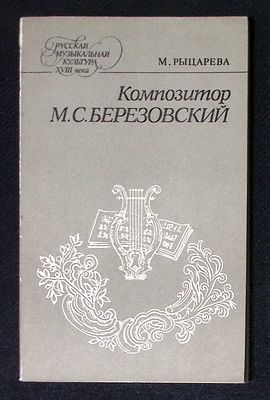 РУССКАЯ
МУЗЫКАЛЬНАЯ
КУЛЬТУРА
XVIII века
М. РЫЦАРЕВА
Композитор
М.С.БЕРЕЗОВСКИЙ